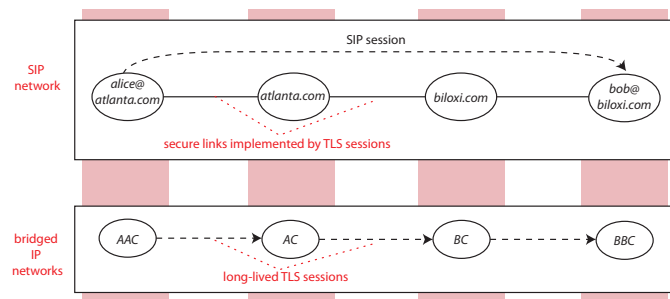 SIP session
SIP
network
alice@
atlanta.com
atlanta.com
biloxi.com
bob@
biloxi.com
secure links implemented by TLS sessions
bridged
IP
networks
AAC
AC
BC
BBC
long-lived TLS sessions